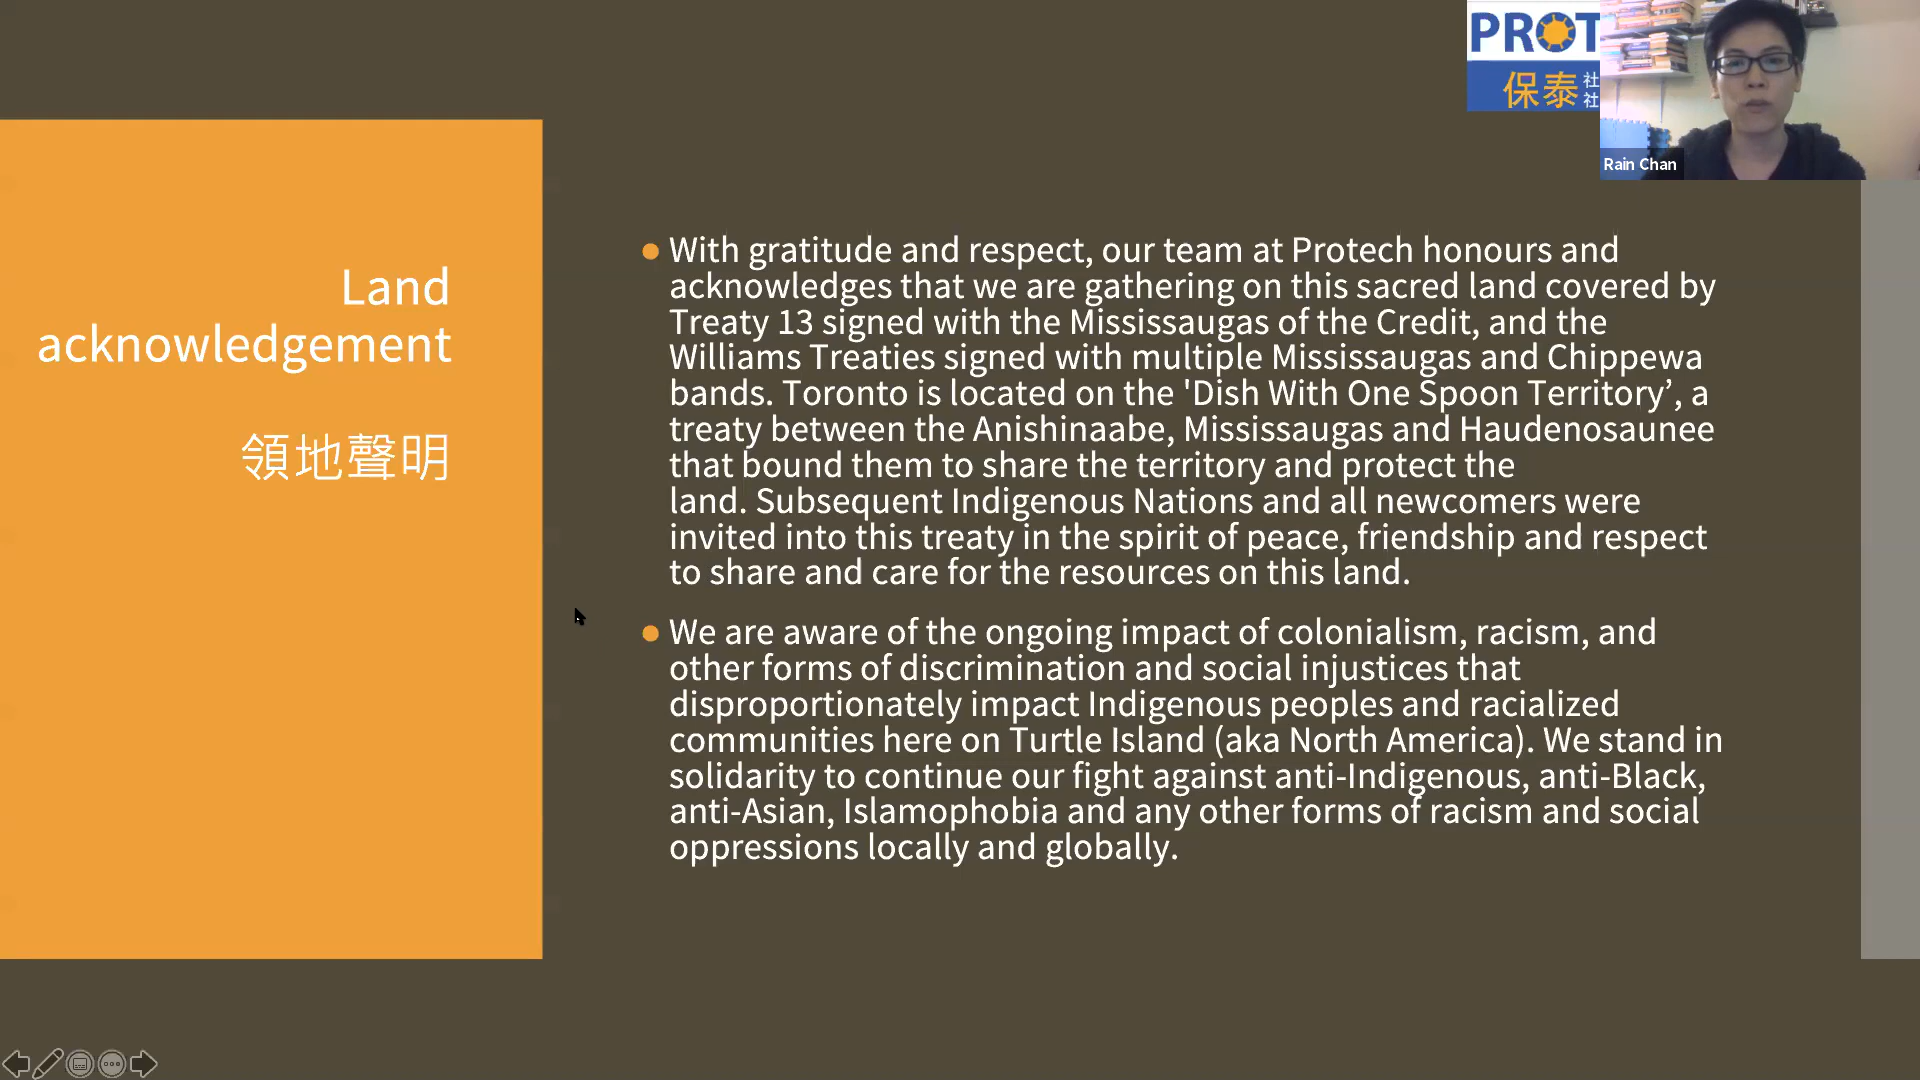 PROT
保泰 社
社
Rain Chan
Land
acknowledgement
領地聲明
With gratitude and respect, our team at Protech honours and
acknowledges that we are gathering on this sacred land covered by
Treaty 13 signed with the Mississaugas of the Credit, and the
Williams Treaties signed with multiple Mississaugas and Chippewa
bands. Toronto is located on the 'Dish With One Spoon Territory’, a
treaty between the Anishinaabe, Mississaugas and Haudenosaunee
that bound them to share the territory and protect the
land. Subsequent Indigenous Nations and all newcomers were
invited into this treaty in the spirit of peace, friendship and respect
to share and care for the resources on this land.
We are aware of the ongoing impact of colonialism, racism, and
other forms of discrimination and social injustices that
disproportionately impact Indigenous peoples and racialized
communities here on Turtle Island (aka North America). We stand in
solidarity to continue our fight against anti-Indigenous, anti-Black,
anti-Asian, Islamophobia and any other forms of racism and social
oppressions locally and globally.